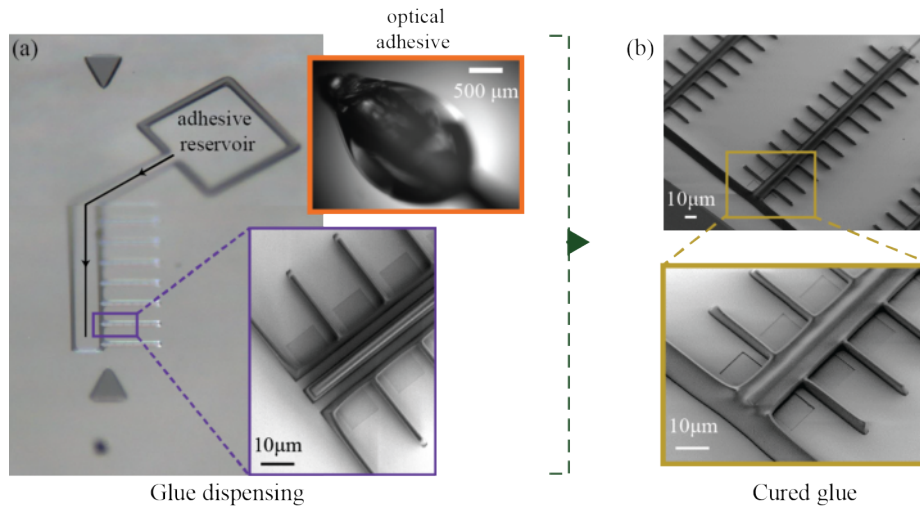 (a)
optical
adhesive
500 μm
adhesive
reservoir
10μm
Glue dispensing
(b)
10μm
10μm
Cured glue